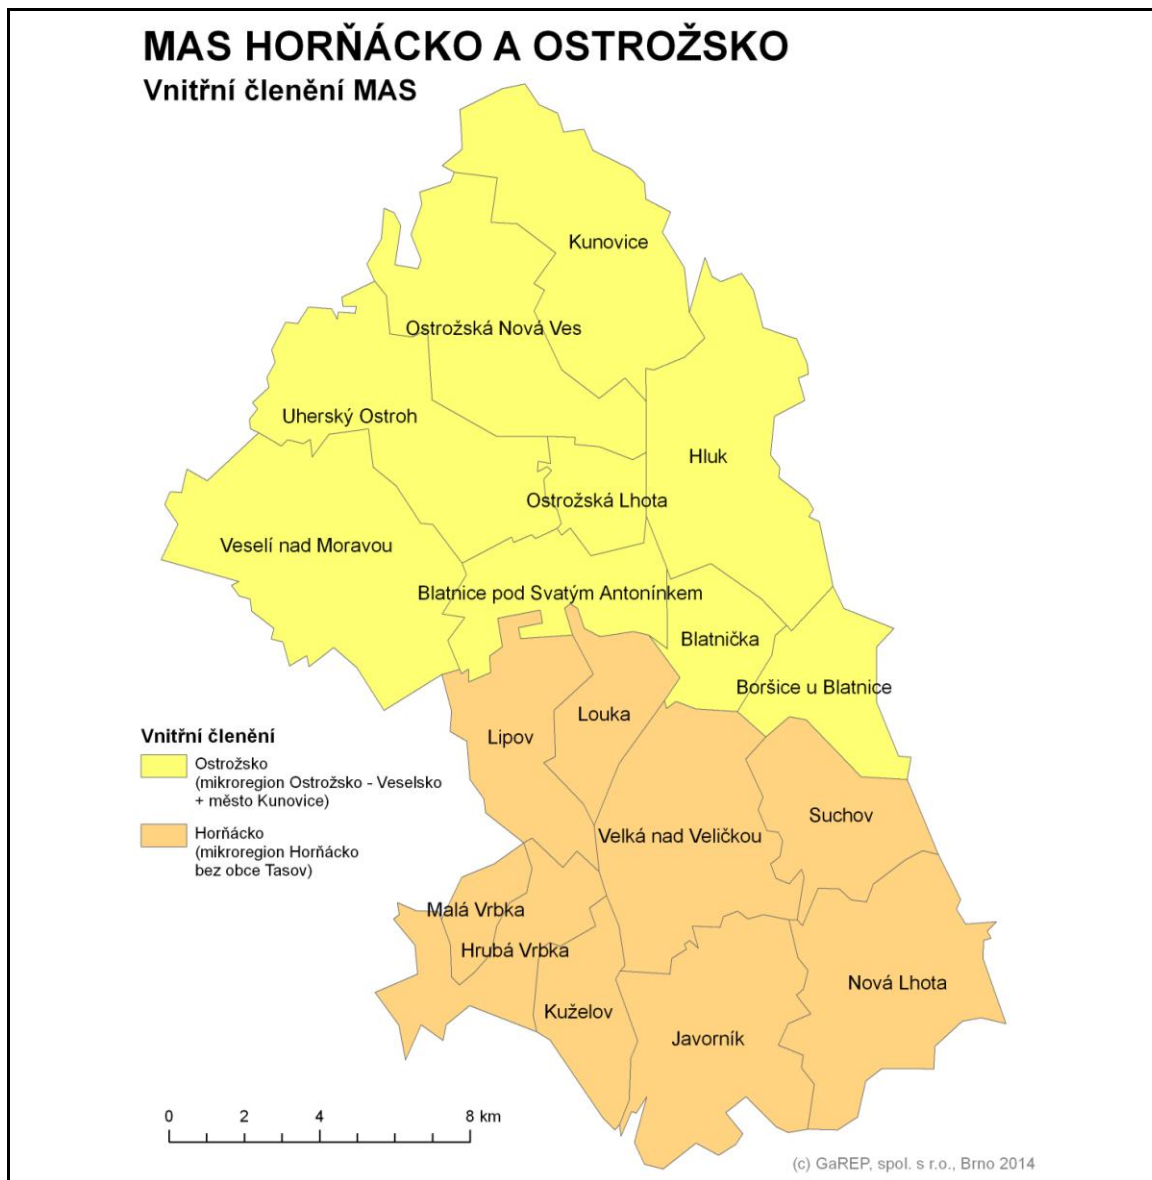 MAS HORŇÁCKO A OSTROŽSKO
Vnitřní členění MAS
Kunovice
Ostrožská Nová Ves
Uherský Ostroh
Hluk
Ostrožská Lhota
Veselí nad Moravou
Blatnice pod Svatým Antonínkem
Blatnička
Boršice u Blatnice
Louka
Lipov
Suchov
Velká nad Veličkou
Malá Vrbka
Hrubá Vrbka
Nová Lhota
Kuželov
Javorník
Vnitřní členění
Ostrožsko
(mikroregion Ostrožsko - Veselsko
+ město Kunovice)
Horňácko
(mikroregion Horňácko
bez obce Tasov)
0 2 4 8 km
(c) GaREP, spol. s r.o., Brno 2014